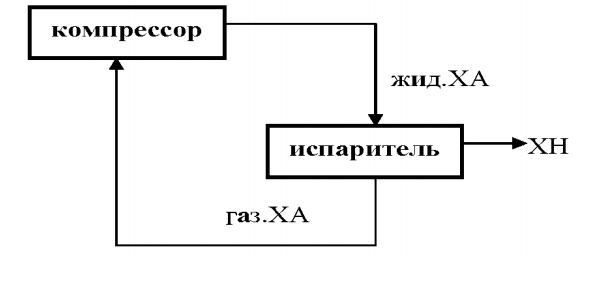 компрессор
жид.ХА
испаритель
ХН
газ.ХА